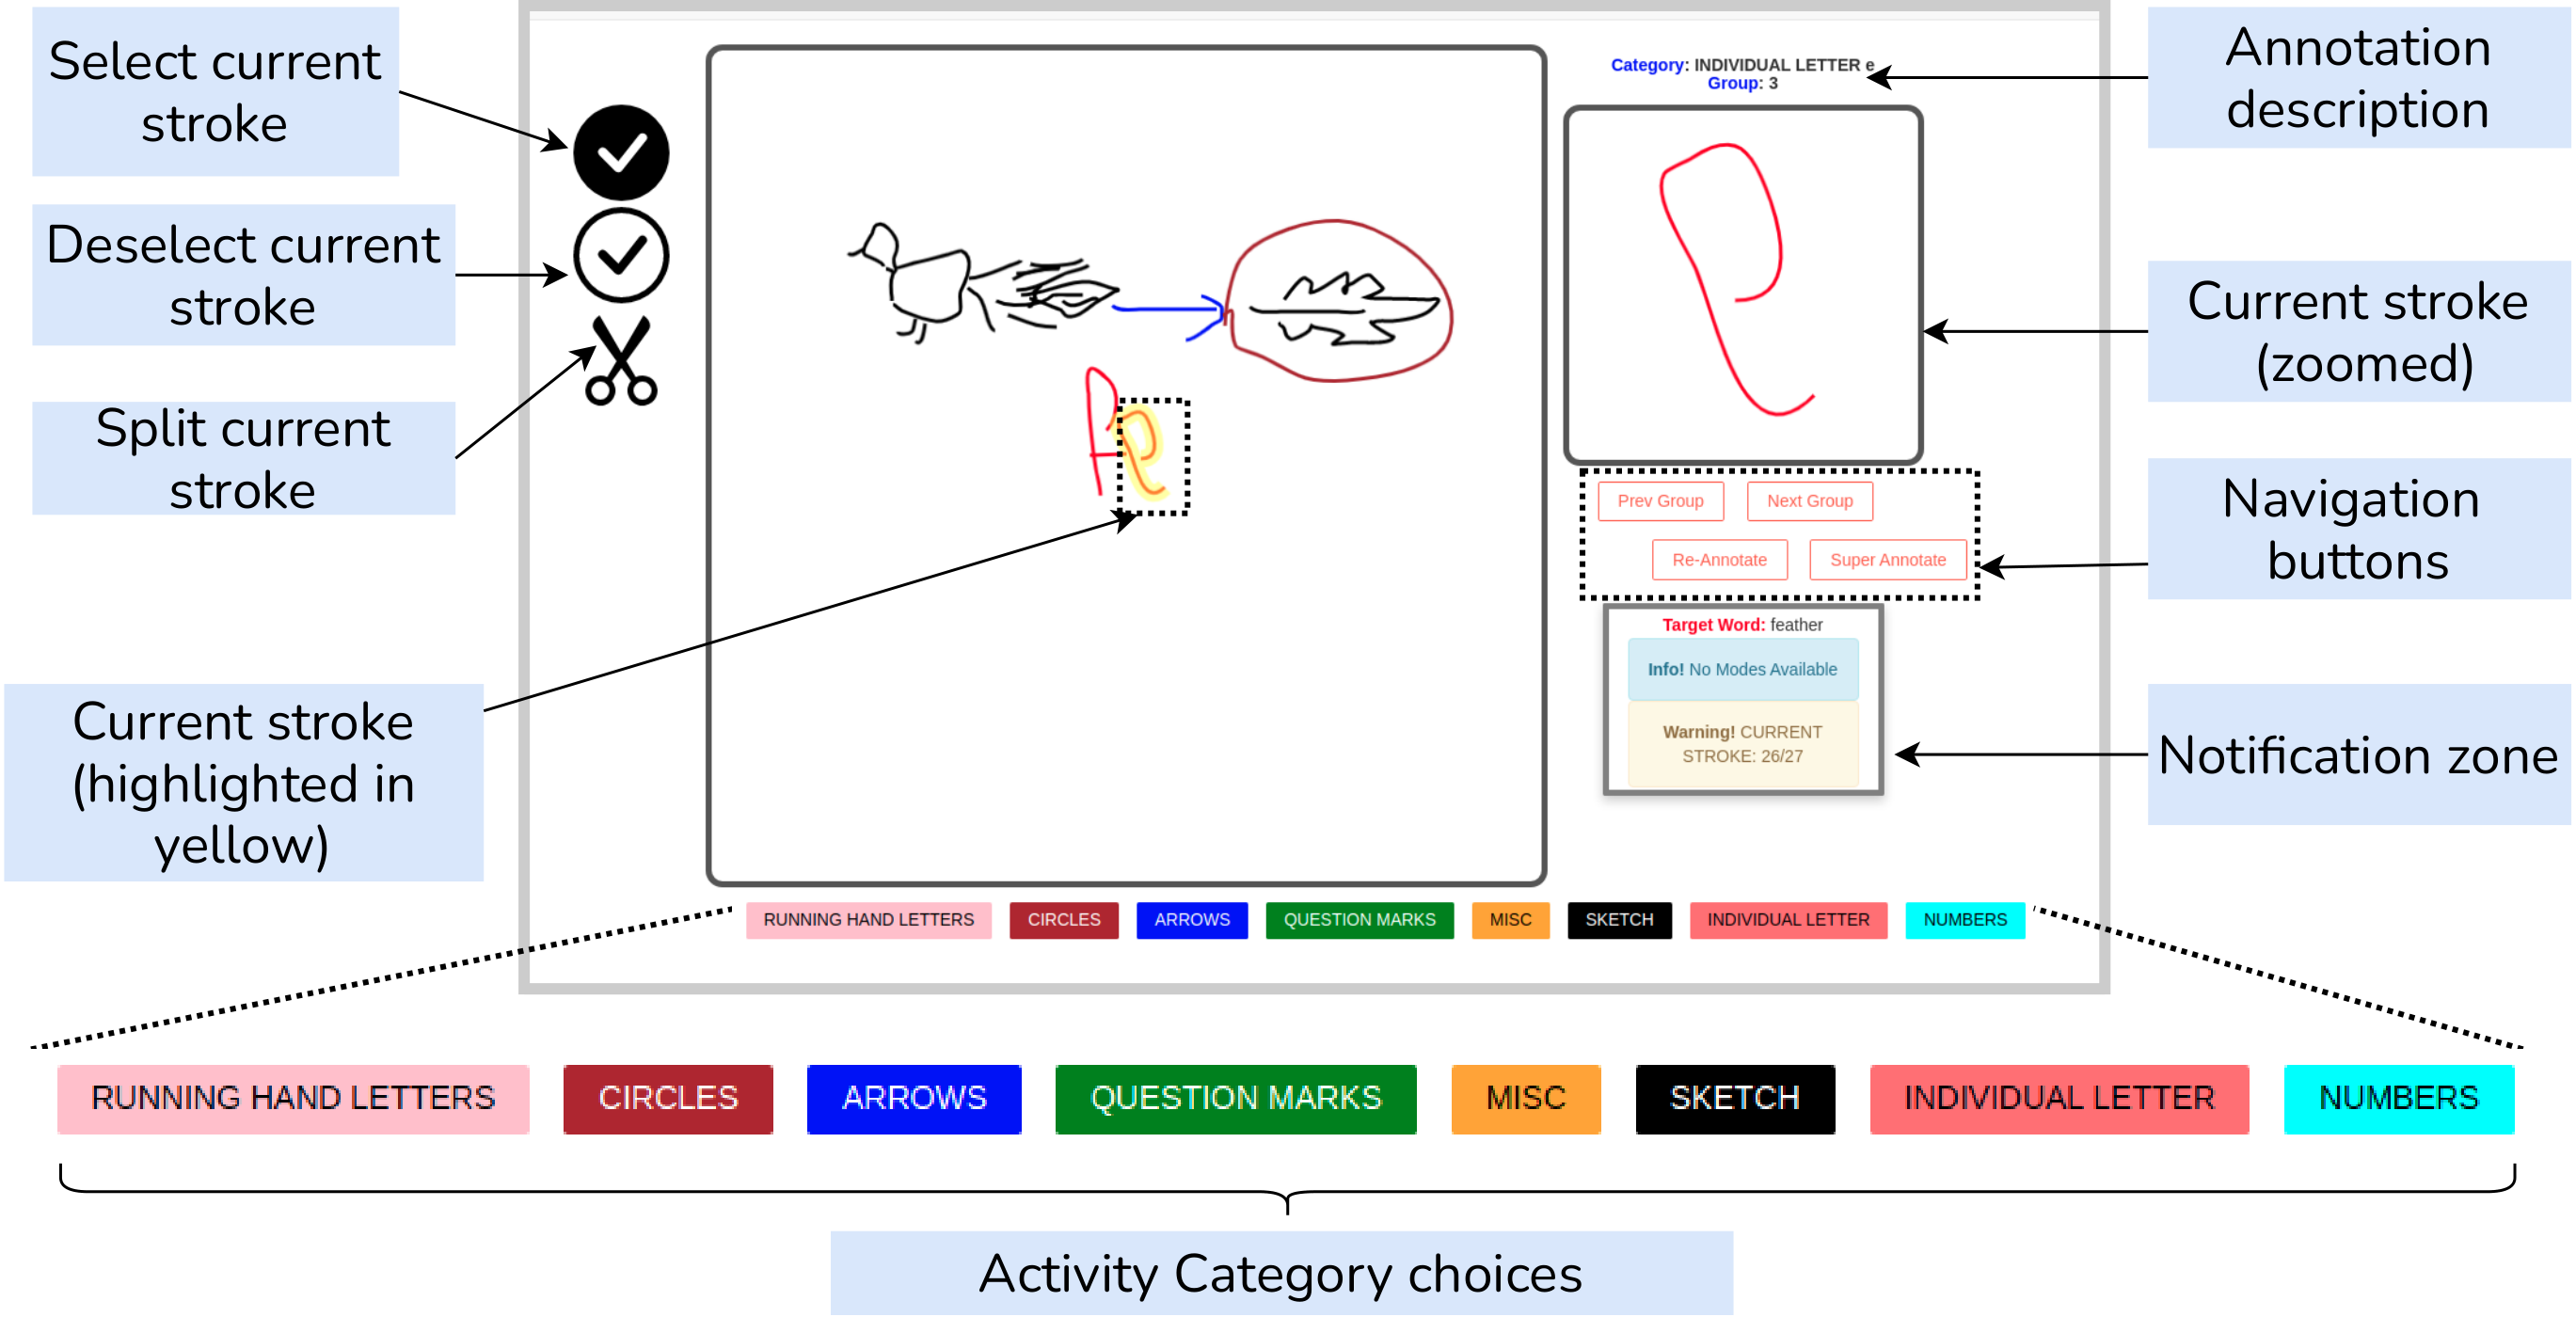 Select current
stroke
Deselect current
stroke
Split current
stroke
Current stroke
(highlighted in
yellow)
Category: INDIVIDUAL LETTER e
Group: 3
Prev Group
Next Group
Re-Annotate
Super Annotate
Target Word: feather
Info! No Modes Available
Warning! CURRENT
STROKE: 26/27
Annotation
description
Current stroke
(zoomed)
Navigation
buttons
Notification zone
RUNNING HAND LETTERS
CIRCLES
ARROWS
QUESTION MARKS
MISC
SKETCH
INDIVIDUAL LETTER
NUMBERS
RUNNING HAND LETTERS
CIRCLES
ARROWS
QUESTION MARKS
MISC
SKETCH
INDIVIDUAL LETTER
NUMBERS
Activity Category choices